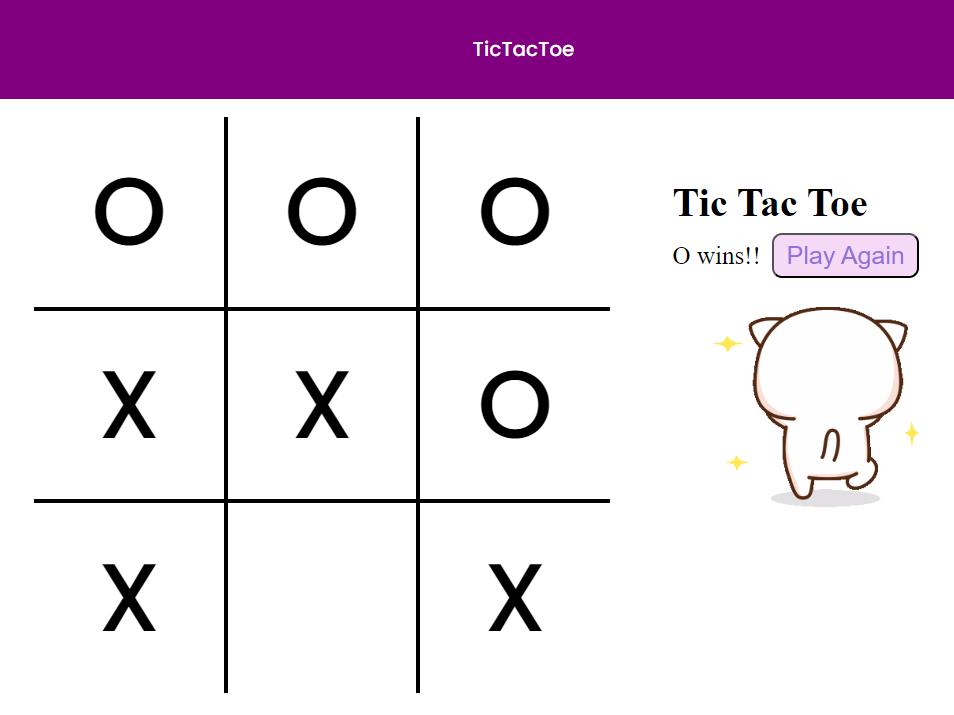 TicTacToe
O O O
X X O
X X
Tic Tac Toe
O wins!! Play Again